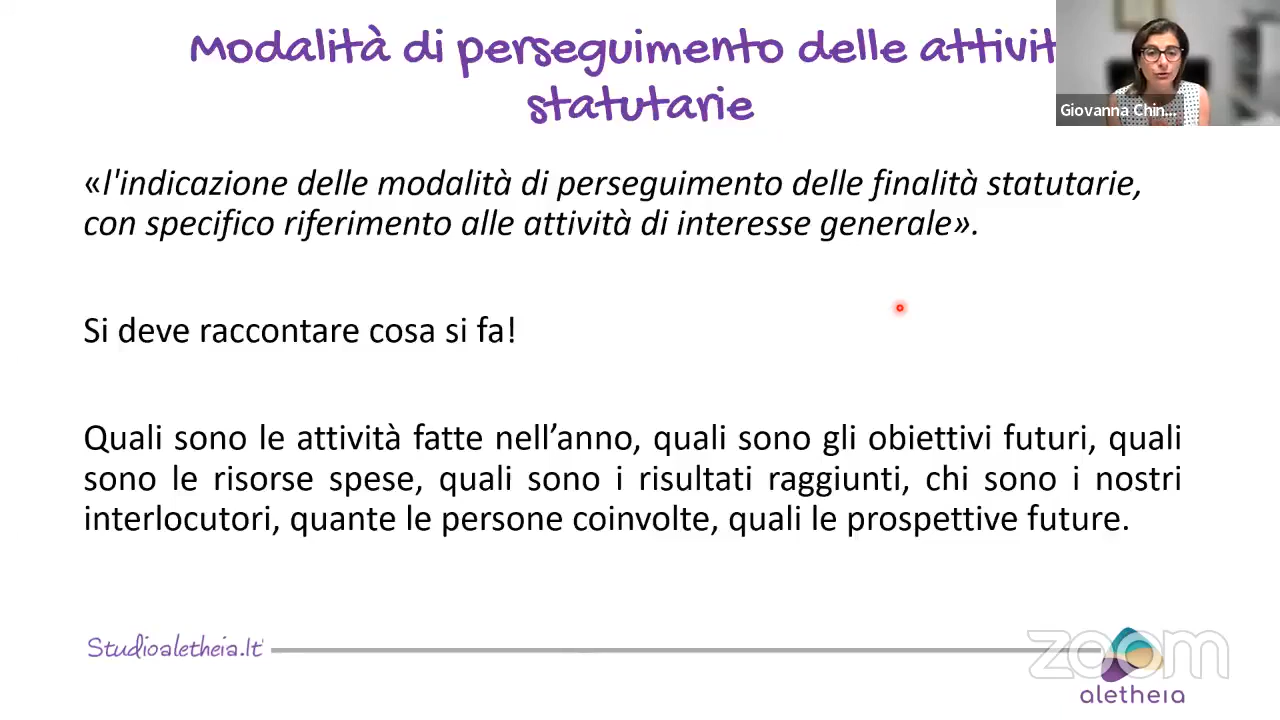 Modalità di perseguimento delle attivit
statutarie
Giovanna Chin...
«l'indicazione delle modalità di perseguimento delle finalità statutarie,
con specifico riferimento alle attività di interesse generale».
Si deve raccontare cosa si fa!
Quali sono le attività fatte nell’anno, quali sono gli obiettivi futuri, quali
sono le risorse spese, quali sono i risultati raggiunti, chi sono i nostri
interlocutori, quante le persone coinvolte, quali le prospettive future.
Studioaletheia.It
zoom
aletheia